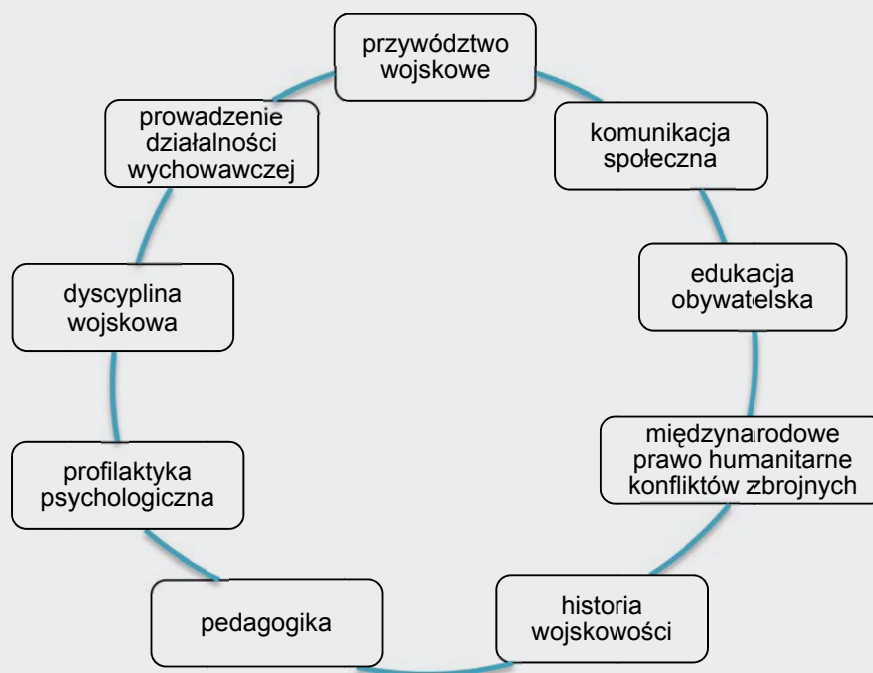 przywództwo
wojskowe
komunikacja
społeczna
edukacja
obywatelska
międzynarodowe
prawo humanitarne
konfliktów zbrojnych
historia
wojskowości
pedagogika
profilaktyka
psychologiczna
dyscyplina
wojskowa
prowadzenie
działalności
wychowawczej